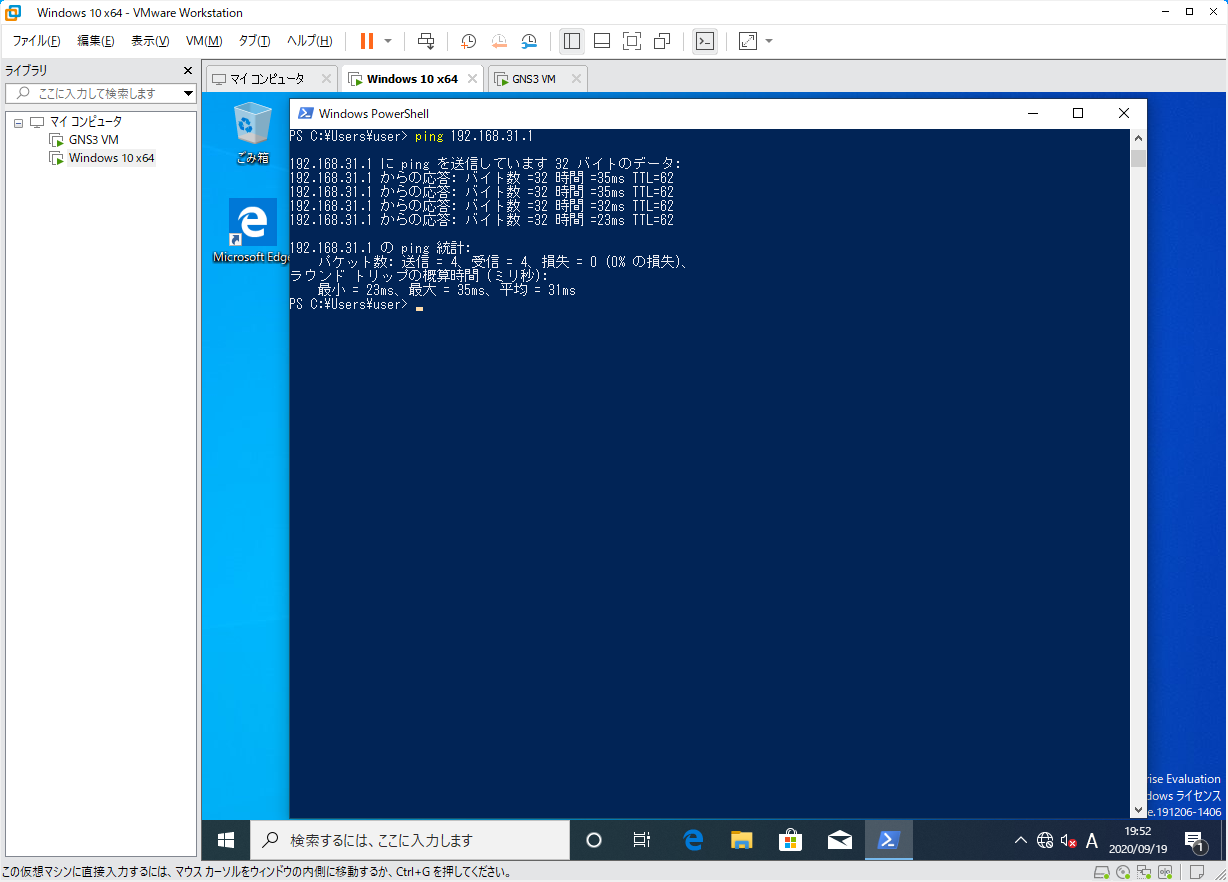 Windows 10 x64 - VMware Workstation
ファイル(F) 編集(E) 表示(V) VM(M) タブ(T) ヘルプ(H)
ライブラリ
ここに入力して検索します
マイ コンピュータ
GNS3 VM
Windows 10 x64
マイ コンピュータ
Windows 10 x64
GNS3 VM
ごみ箱
Microsoft Edge
Windows PowerShell
PS C:¥Users¥user> ping 192.168.31.1
192.168.31.1 に ping を送信しています 32 バイトのデータ:
192.168.31.1 からの応答: バイト数 =32 時間 =35ms TTL=62
192.168.31.1 からの応答: バイト数 =32 時間 =35ms TTL=62
192.168.31.1 からの応答: バイト数 =32 時間 =32ms TTL=62
192.168.31.1 からの応答: バイト数 =32 時間 =23ms TTL=62
192.168.31.1 の ping 統計:
パケット数: 送信 = 4、受信 = 4、損失 = 0 (0% の損失)、
ラウンド トリップの概算時間 (ミリ秒):
最小 = 23ms、最大 = 35ms、平均 = 31ms
PS C:¥Users¥user>
rise Evaluation
dows ライセンス
e.191206-1406
検索するには、ここに入力します
A
19:52
2020/09/19
1
この仮想マシンに直接入力するには、マウス カーソルをウィンドウの内側に移動するか、Ctrl+G を押してください。